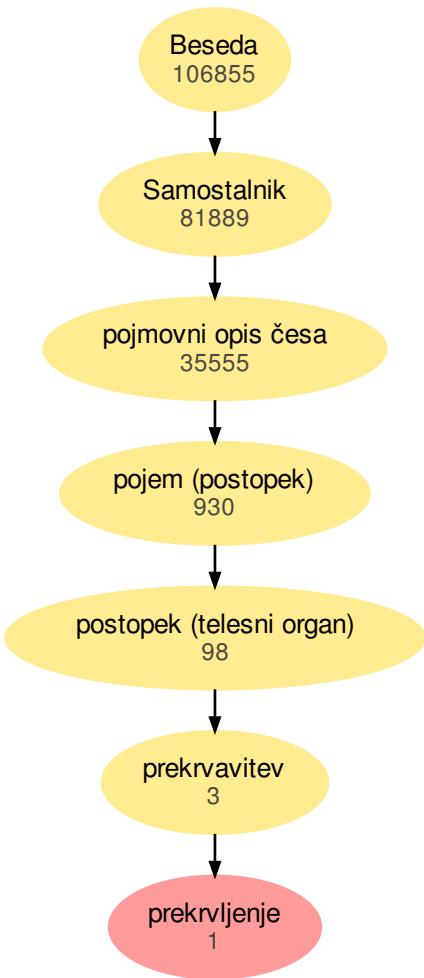 Beseda
106855
Samostalnik
81889
pojmovni opis česa
35555
pojem (postopek)
930
postopek (telesni organ)
98
prekrvavitev
3
prekrvljenje
1